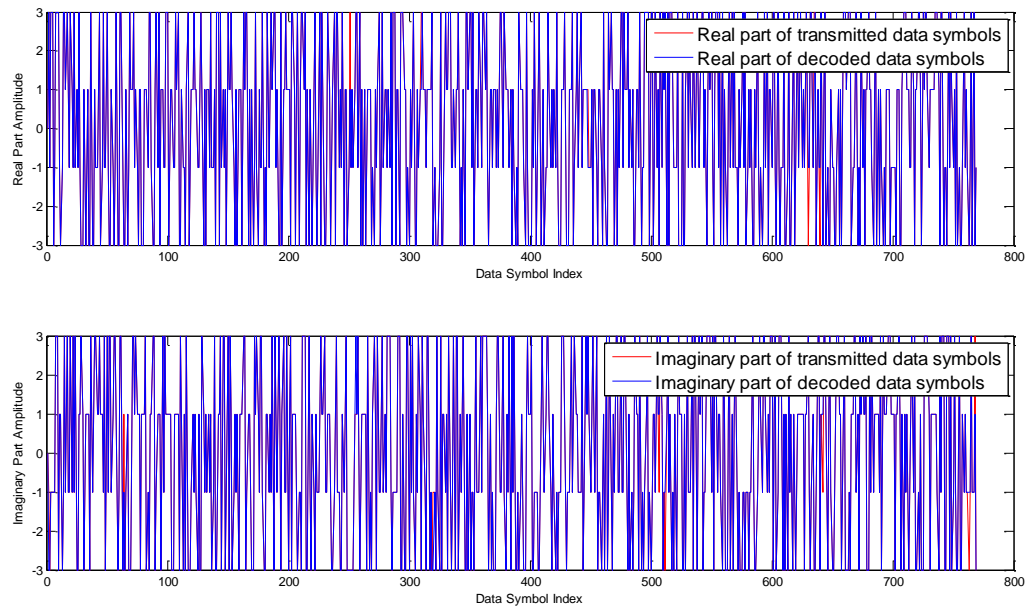 3
2
1
0
-1
-2
-3
Real Part Amplitude
Real part of transmitted data symbols
Real part of decoded data symbols
0 100 200 300 400 500 600 700 800
Data Symbol Index
3
2
1
0
-1
-2
-3
Imaginary Part Amplitude
Imaginary part of transmitted data symbols
Imaginary part of decoded data symbols
0 100 200 300 400 500 600 700 800
Data Symbol Index